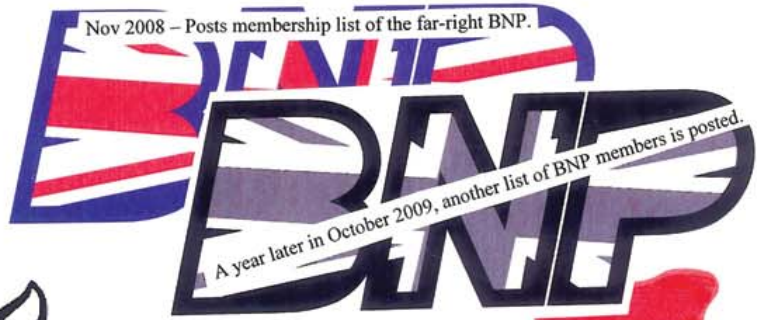 Nov 2008 – Posts membership list of the far-right BNP.
BNP
BNP
A year later in October 2009, another list of BNP members is posted.